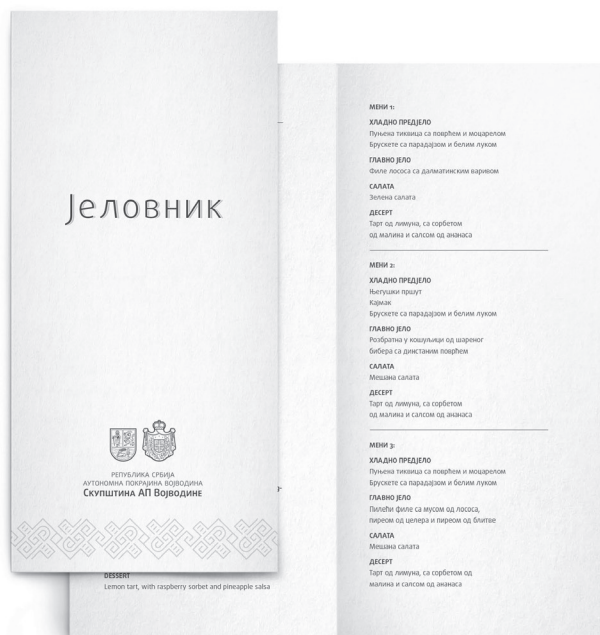 Јеловник
РЕПУБЛИКА СРБИЈА
АУТОНОМНА ПОКРАЈИНА ВОЈВОДИНА
Скупштина АП Војводине
DESSERT
Lemon tart, with raspberry sorbet and pineapple salsa
МЕНИ 1:
ХЛАДНО ПРЕДЈЕЛО
Пуњена тиквица са поврћем и моцарелом
Брускете са парадајзом и белим луком
ГЛАВНО ЈЕЛО
Филе лососа са далматинским варивом
САЛАТА
Зелена салата
ДЕСЕРТ
Тарт од лимуна, са сорбетом
од малина и салсом од ананаса
МЕНИ 2:
ХЛАДНО ПРЕДЈЕЛО
Његушки пршут
Кајмак
Брускете са парадајзом и белим луком
ГЛАВНО ЈЕЛО
Розбратна у кошуљици од шареног
бибера са динстаним поврћем
САЛАТА
Мешана салата
ДЕСЕРТ
Тарт од лимуна, са сорбетом
од малина и салсом од ананаса
МЕНИ 3:
ХЛАДНО ПРЕДЈЕЛО
Пуњена тиквица са поврћем и моцарелом
Брускете са парадајзом и белим луком
ГЛАВНО ЈЕЛО
Пилећи филе са мусом од лососа,
пиреом од целера и пиреом од блитве
САЛАТА
Мешана салата
ДЕСЕРТ
Тарт од лимуна, са сорбетом од
малина и салсом од ананаса